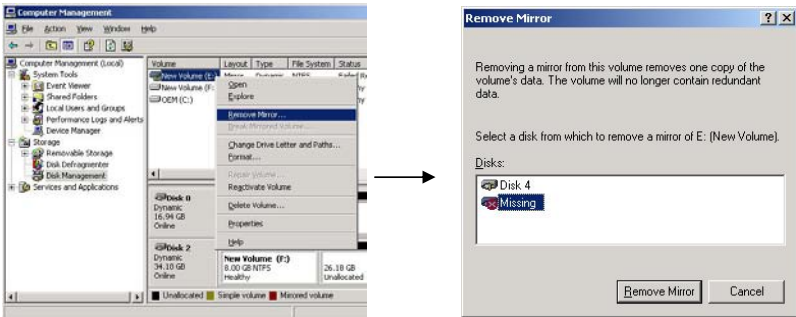 Computer Management
File Action View Window Help
Computer Management (Local)
System Tools
Event Viewer
Shared Folders
Local Users and Groups
Performance Logs and Alerts
Device Manager
Storage
Removable Storage
Disk Defragmenter
Disk Management
Services and Applications
Volume Layout Type File System Status
New Volume (E:) Mirror Dynamic NTFS Failed
New Volume (F:
OEM (C:)
Open
Explore
Remove Mirror...
Break Mirrored Volume...
Change Drive Letter and Paths...
Format...
Repair Volume...
Reactivate Volume
Delete Volume...
Properties
Help
Disk 0
Dynamic
16.94 GB
Online
Disk 2
Dynamic
34.18 GB
Online
New Volume (F:)
8.00 GB NTFS
Healthy
26.18 GB
Unallocated
Unallocated Simple volume Mirrored volume
Remove Mirror
Removing a mirror from this volume removes one copy of the
volume's data. The volume will no longer contain redundant
data.
Select a disk from which to remove a mirror of E: (New Volume).
Disks:
Disk 4
Missing
Remove Mirror Cancel